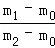 m₁ − m₀
m₂ − m₀